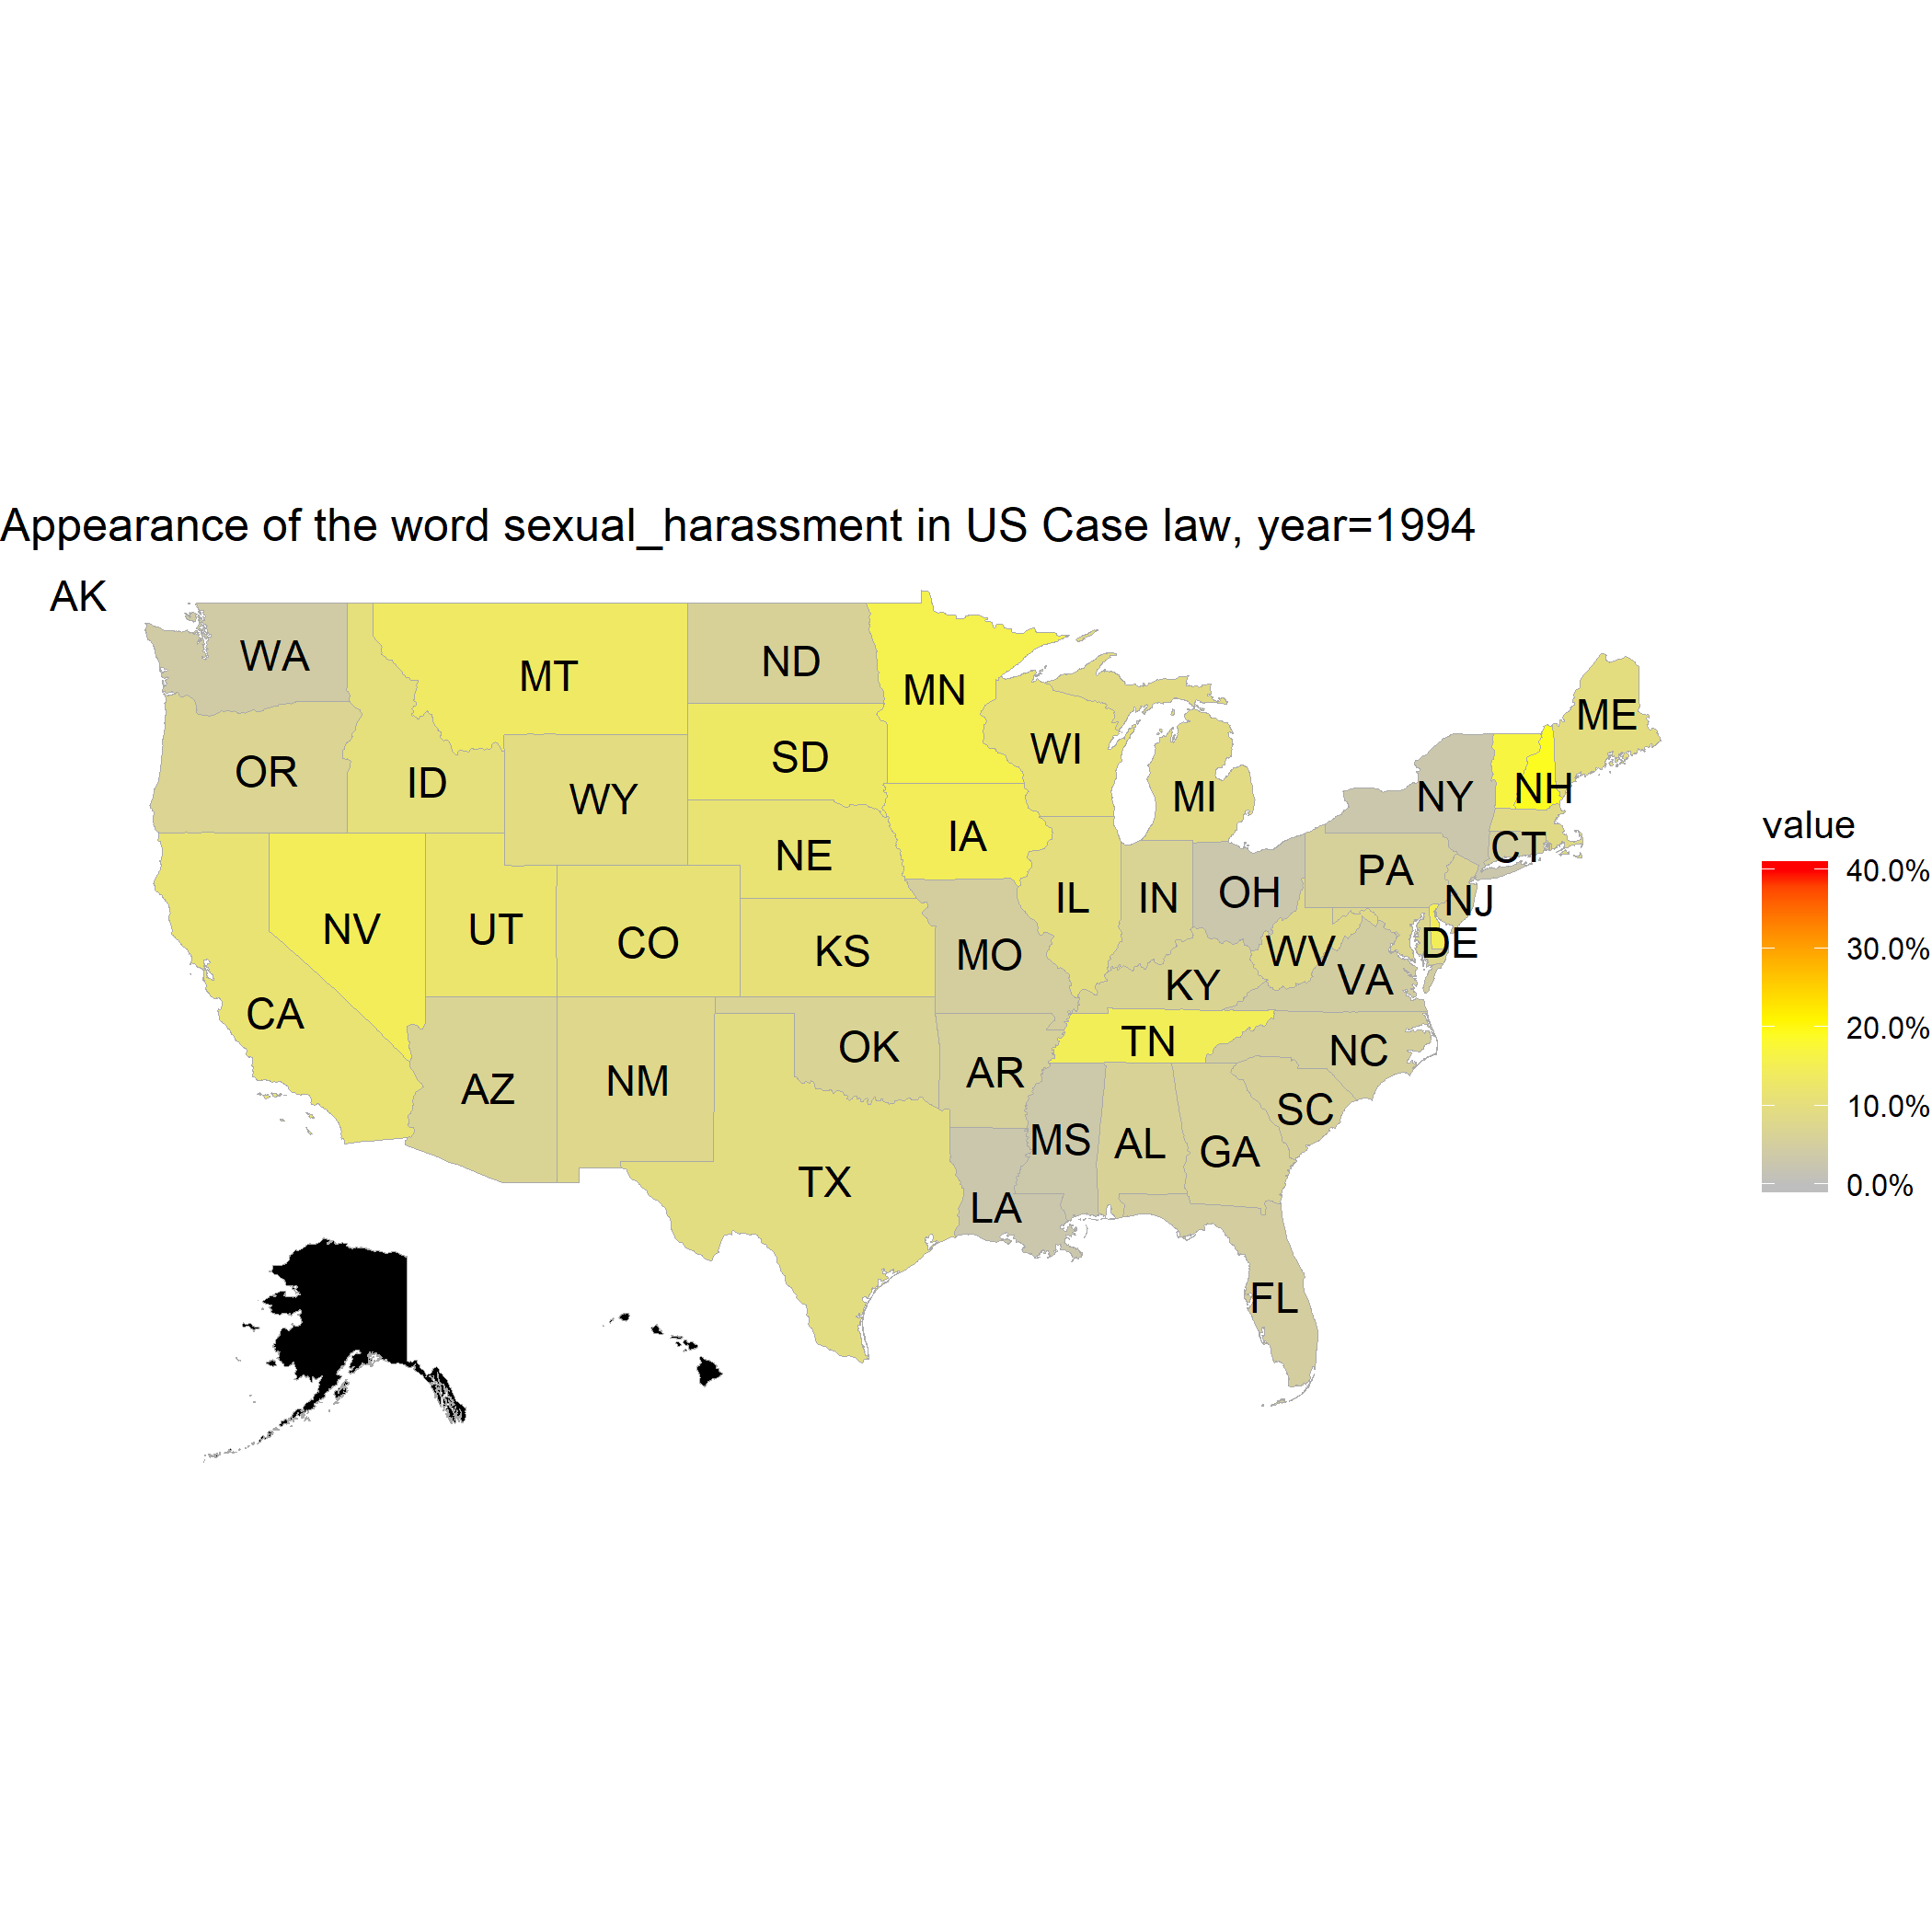 Appearance of the word sexual_harassment in US Case law, year=1994
AK
WA
MT
ND
MN
ME
OR
ID
WY
SD
WI
MI
NY
NH
NE
IA
CT
NV
UT
CO
KS
MO
IL
IN
OH
PA
NJ
WV
DE
VA
KY
CA
AZ
NM
OK
AR
TN
NC
SC
TX
LA
MS
AL
GA
FL
value
40.0%
30.0%
20.0%
10.0%
0.0%